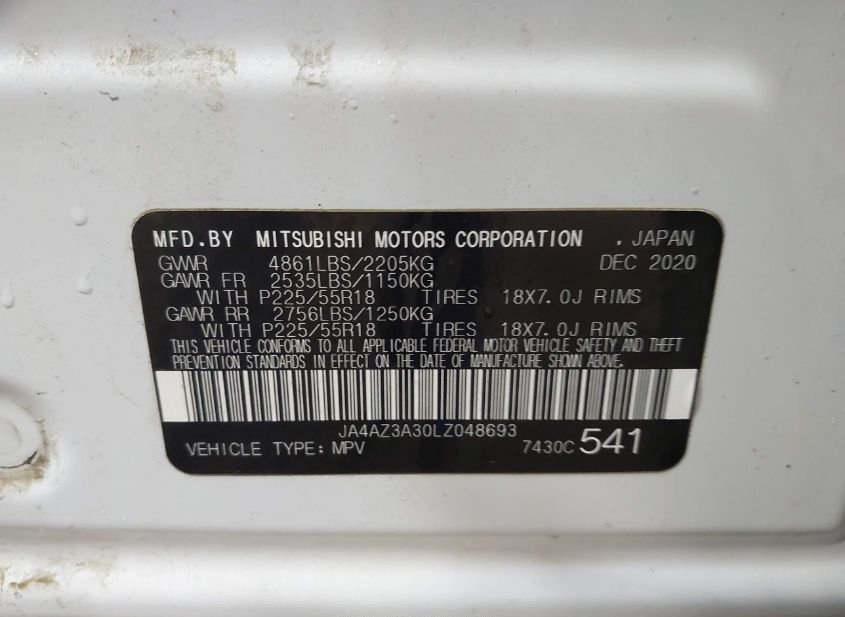 MFD.BY MITSUBISHI MOTORS CORPORATION . JAPAN
GVWR 4861LBS/2205KG DEC 2020
GAWR FR 2535LBS/1150KG
WITH P225/55R18 TIRES 18X7.0J RIMS
GAWR RR 2756LBS/1250KG
WITH P225/55R18 TIRES 18X7.0J RIMS
THIS VEHICLE CONFORMS TO ALL APPLICABLE FEDERAL MOTOR VEHICLE SAFETY AND THEFT
PREVENTION STANDARDS IN EFFECT ON THE DATE OF MANUFACTURE SHOWN ABOVE.
JA4AZ3A30LZ048693
VEHICLE TYPE: MPV 7430C 541